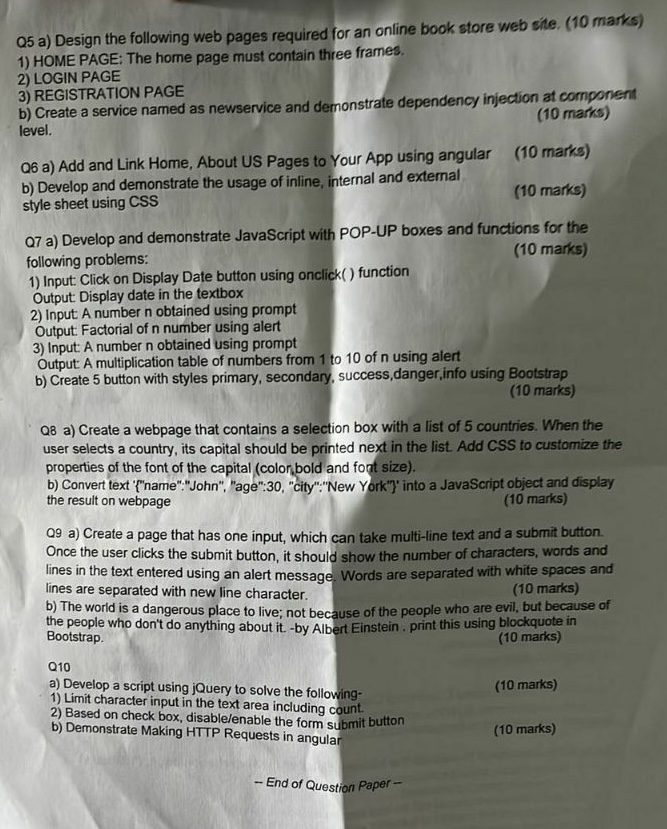 Q5 a) Design the following web pages required for an online book store web site. (10 marks)
1) HOME PAGE: The home page must contain three frames.
2) LOGIN PAGE
3) REGISTRATION PAGE
b) Create a service named as newservice and demonstrate dependency injection at component
level. (10 marks)
Q6 a) Add and Link Home, About US Pages to Your App using angular (10 marks)
b) Develop and demonstrate the usage of inline, internal and external
style sheet using CSS (10 marks)
Q7 a) Develop and demonstrate JavaScript with POP-UP boxes and functions for the
following problems: (10 marks)
1) Input: Click on Display Date button using onclick( ) function
Output: Display date in the textbox
2) Input: A number n obtained using prompt
Output: Factorial of n number using alert
3) Input: A number n obtained using prompt
Output: A multiplication table of numbers from 1 to 10 of n using alert
b) Create 5 button with styles primary, secondary, success,danger,info using Bootstrap
(10 marks)
Q8 a) Create a webpage that contains a selection box with a list of 5 countries. When the
user selects a country, its capital should be printed next in the list. Add CSS to customize the
properties of the font of the capital (color,bold and font size).
b) Convert text '{"name":"John", "age":30, "city":"New York"}' into a JavaScript object and display
the result on webpage (10 marks)
Q9 a) Create a page that has one input, which can take multi-line text and a submit button.
Once the user clicks the submit button, it should show the number of characters, words and
lines in the text entered using an alert message. Words are separated with white spaces and
lines are separated with new line character. (10 marks)
b) The world is a dangerous place to live; not because of the people who are evil, but because of
the people who don't do anything about it. -by Albert Einstein . print this using blockquote in
Bootstrap. (10 marks)
Q10
a) Develop a script using jQuery to solve the following- (10 marks)
1) Limit character input in the text area including count.
2) Based on check box, disable/enable the form submit button
b) Demonstrate Making HTTP Requests in angular (10 marks)
-- End of Question Paper --